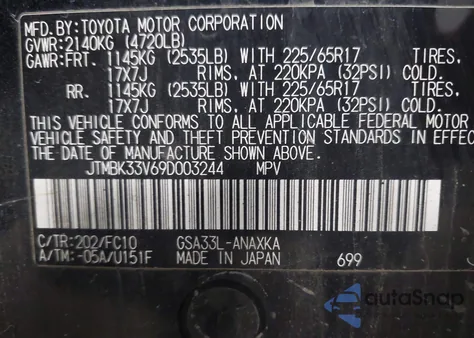 MFD.BY:TOYOTA MOTOR CORPORATION
GVWR:2140KG (4720LB)
GAWR:FRT. 1145KG (2535LB) WITH 225/65R17 TIRES,
17X7J RIMS, AT 220KPA (32PSI) COLD.
RR. 1145KG (2535LB) WITH 225/65R17 TIRES,
17X7J RIMS, AT 220KPA (32PSI) COLD.
THIS VEHICLE CONFORMS TO ALL APPLICABLE FEDERAL MOTOR
VEHICLE SAFETY AND THEFT PREVENTION STANDARDS IN EFFEC
THE DATE OF MANUFACTURE SHOWN ABOVE.
JTMBK33V69D003244 MPV
C/TR:202/FC10 GSA33L-ANAXKA
A/TM:-05A/U151F MADE IN JAPAN 699
autoSnap